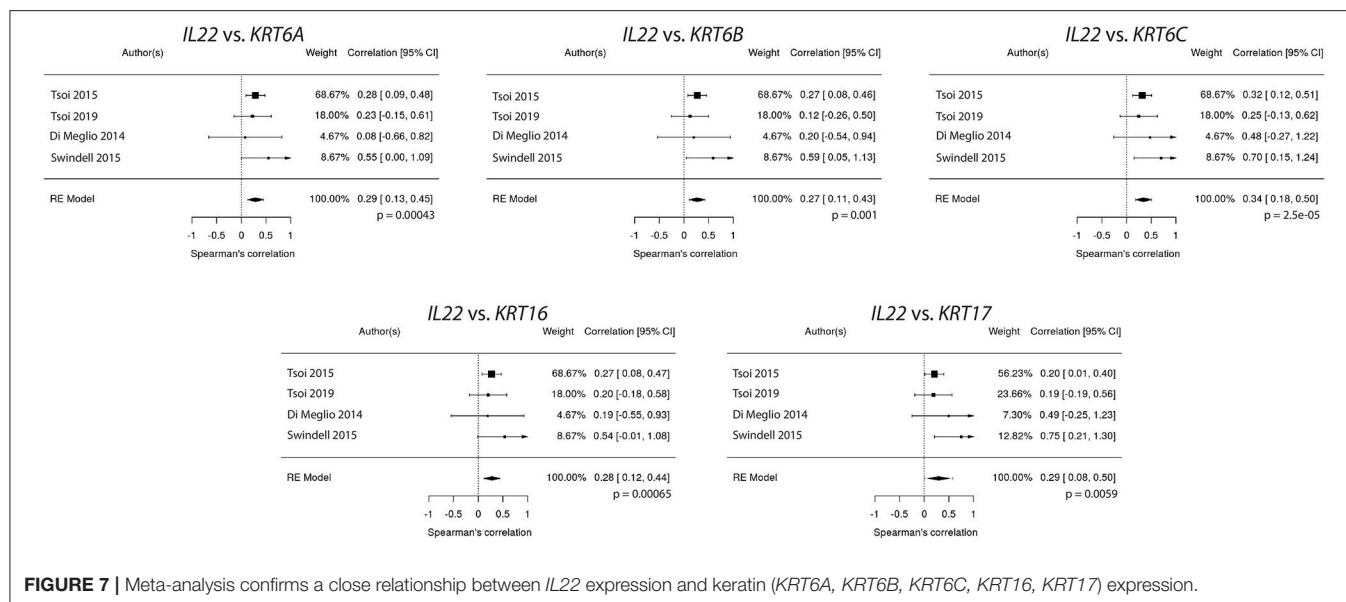 IL22 vs. KRT6A
Author(s) Weight Correlation [95% CI]
Tsoi 2015 68.67% 0.28 [ 0.09, 0.48]
Tsoi 2019 18.00% 0.23 [-0.15, 0.61]
Di Meglio 2014 4.67% 0.08 [-0.66, 0.82]
Swindell 2015 8.67% 0.55 [ 0.00, 1.09]
RE Model 100.00% 0.29 [ 0.13, 0.45]
p = 0.00043
-1 -0.5 0 0.5 1
Spearman's correlation
IL22 vs. KRT6B
Author(s) Weight Correlation [95% CI]
Tsoi 2015 68.67% 0.27 [ 0.08, 0.46]
Tsoi 2019 18.00% 0.12 [-0.26, 0.50]
Di Meglio 2014 4.67% 0.20 [-0.54, 0.94]
Swindell 2015 8.67% 0.59 [ 0.05, 1.13]
RE Model 100.00% 0.27 [ 0.11, 0.43]
p = 0.001
-1 -0.5 0 0.5 1
Spearman's correlation
IL22 vs. KRT6C
Author(s) Weight Correlation [95% CI]
Tsoi 2015 68.67% 0.32 [ 0.12, 0.51]
Tsoi 2019 18.00% 0.25 [-0.13, 0.62]
Di Meglio 2014 4.67% 0.48 [-0.27, 1.22]
Swindell 2015 8.67% 0.70 [ 0.15, 1.24]
RE Model 100.00% 0.34 [ 0.18, 0.50]
p = 2.5e-05
-1 -0.5 0 0.5 1
Spearman's correlation
IL22 vs. KRT16
Author(s) Weight Correlation [95% CI]
Tsoi 2015 68.67% 0.27 [ 0.08, 0.47]
Tsoi 2019 18.00% 0.20 [-0.18, 0.58]
Di Meglio 2014 4.67% 0.19 [-0.55, 0.93]
Swindell 2015 8.67% 0.54 [-0.01, 1.08]
RE Model 100.00% 0.28 [ 0.12, 0.44]
p = 0.00065
-1 -0.5 0 0.5 1
Spearman's correlation
IL22 vs. KRT17
Author(s) Weight Correlation [95% CI]
Tsoi 2015 56.23% 0.20 [ 0.01, 0.40]
Tsoi 2019 23.66% 0.19 [-0.19, 0.56]
Di Meglio 2014 7.30% 0.49 [-0.25, 1.23]
Swindell 2015 12.82% 0.75 [ 0.21, 1.30]
RE Model 100.00% 0.29 [ 0.08, 0.50]
p = 0.0059
-1 -0.5 0 0.5 1
Spearman's correlation
FIGURE 7 | Meta-analysis confirms a close relationship between IL22 expression and keratin (KRT6A, KRT6B, KRT6C, KRT16, KRT17) expression.